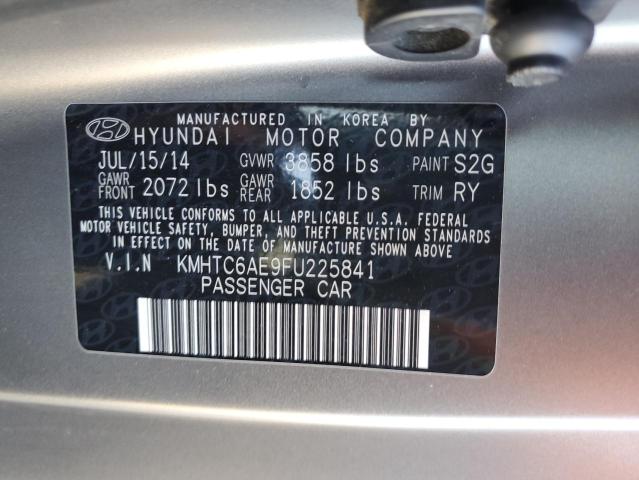 MANUFACTURED IN KOREA BY
HYUNDAI MOTOR COMPANY
JUL/15/14 GVWR 3858 lbs PAINT S2G
GAWR FRONT 2072 lbs GAWR REAR 1852 lbs TRIM RY
THIS VEHICLE CONFORMS TO ALL APPLICABLE U.S.A. FEDERAL
MOTOR VEHICLE SAFETY, BUMPER, AND THEFT PREVENTION STANDARDS
IN EFFECT ON THE DATE OF MANUFACTURE SHOWN ABOVE
V.I.N KMHTC6AE9FU225841
PASSENGER CAR